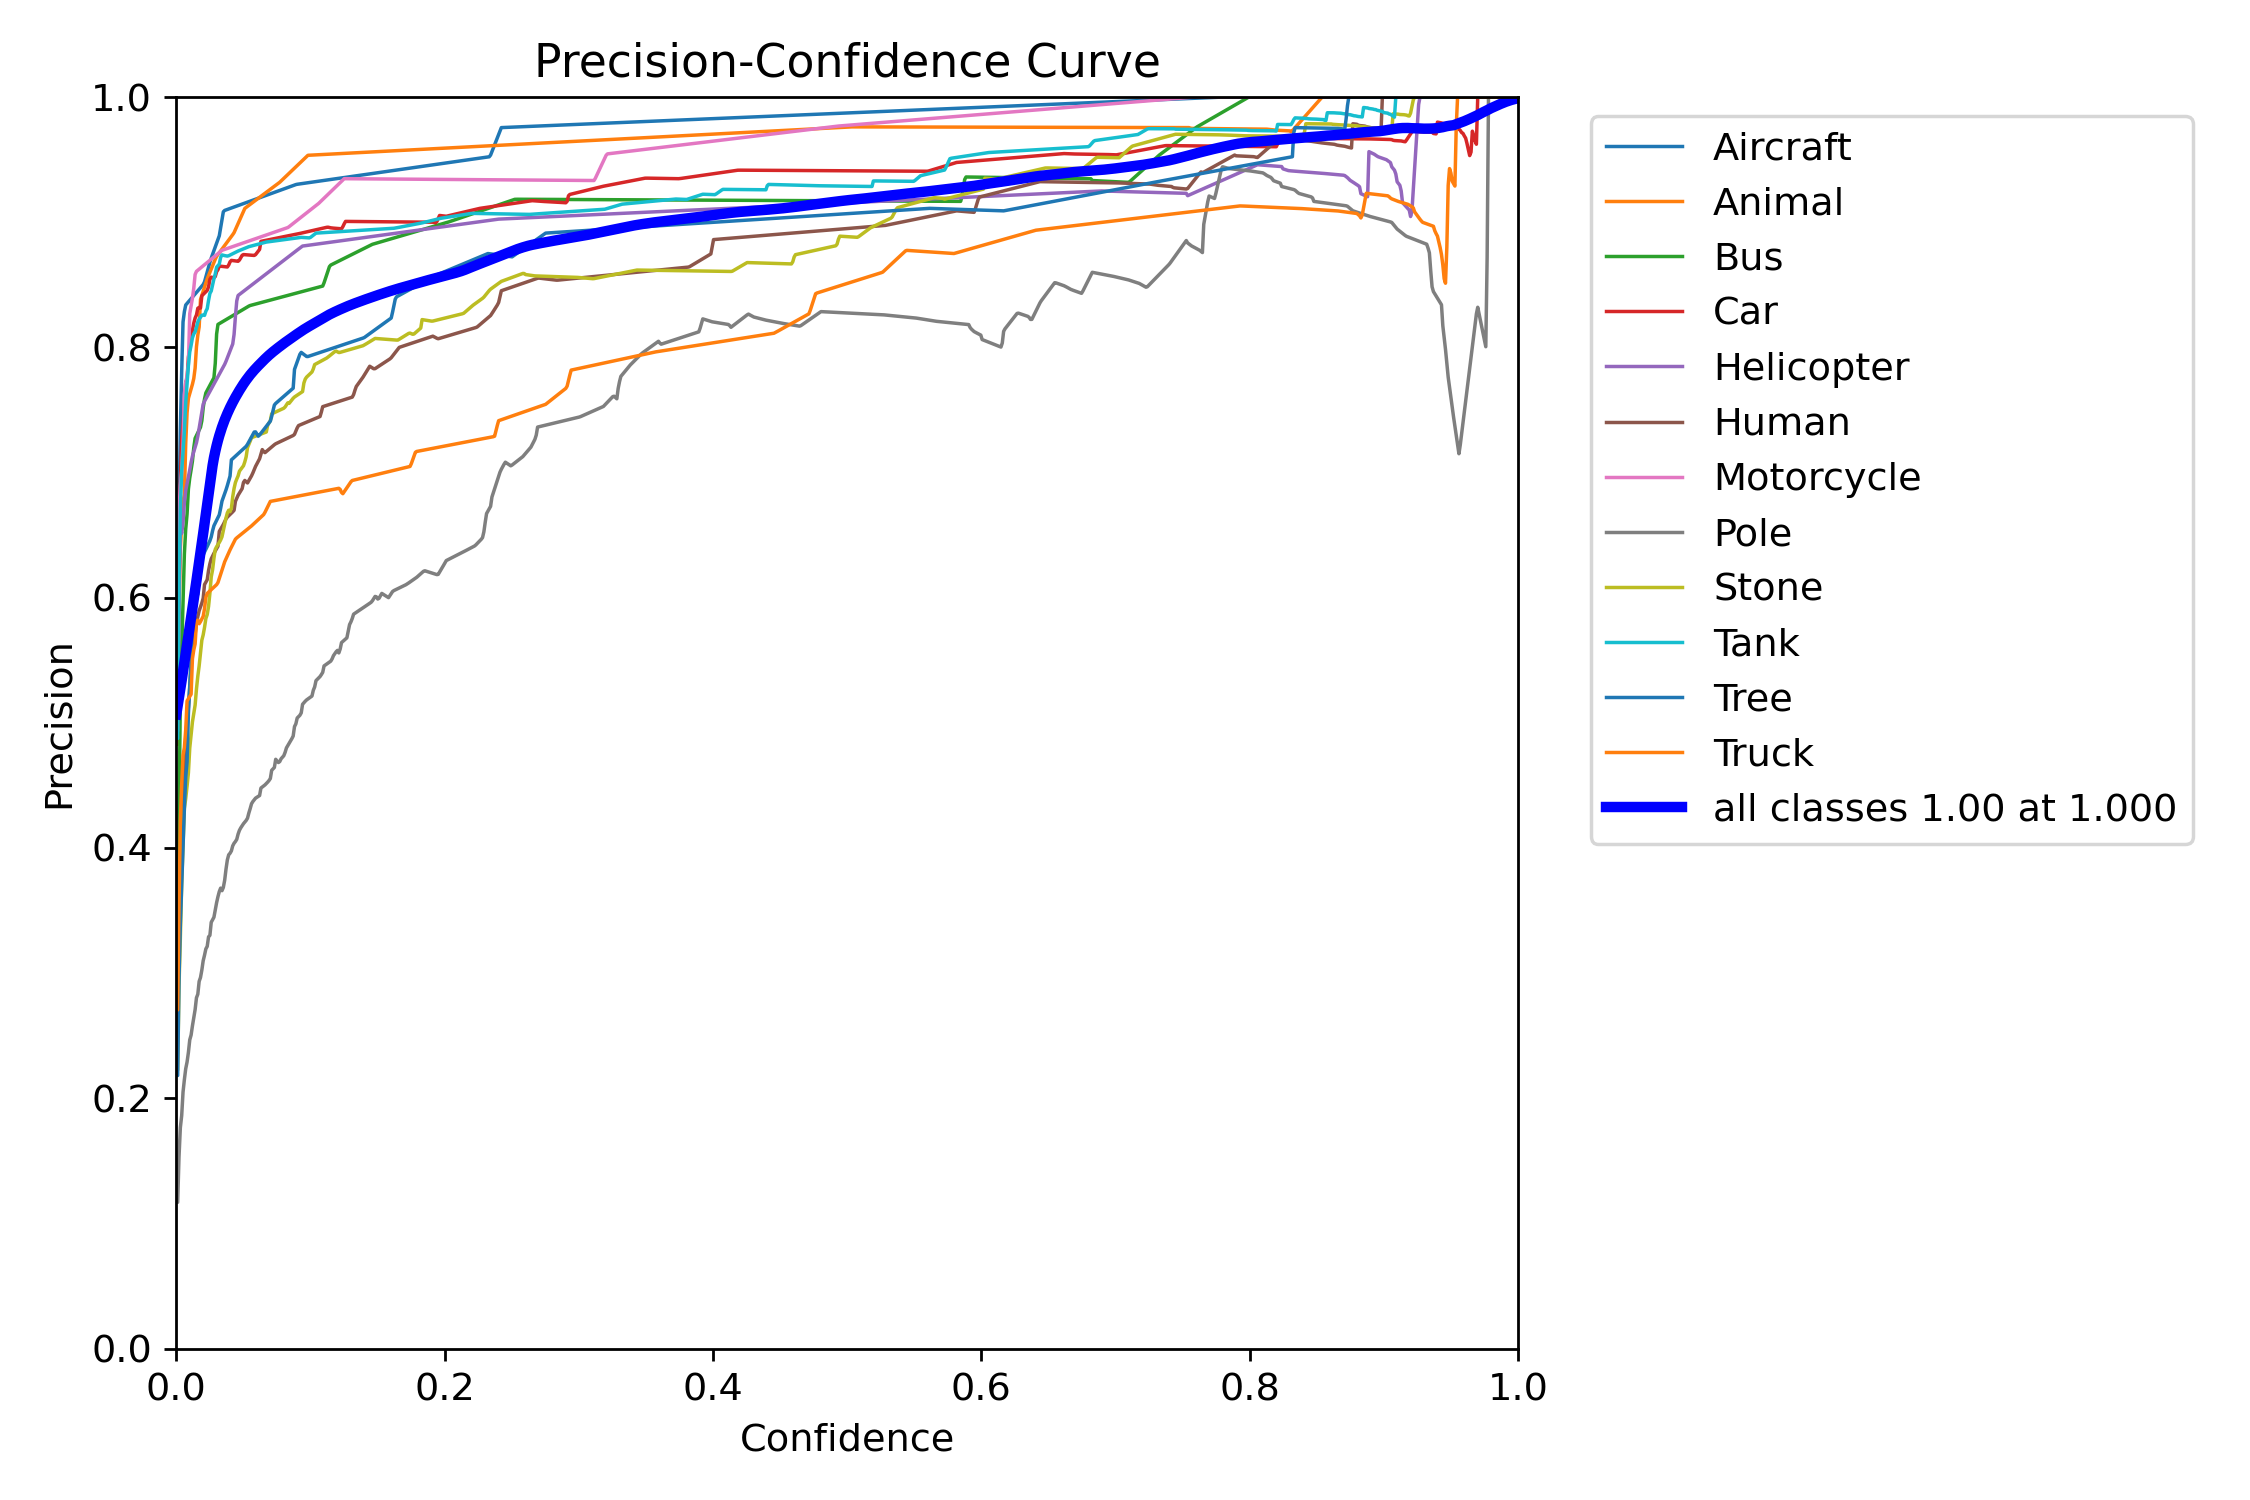 Precision-Confidence Curve
1.0
0.8
0.6
0.4
0.2
0.0
Precision
0.0 0.2 0.4 0.6 0.8 1.0
Confidence
Aircraft
Animal
Bus
Car
Helicopter
Human
Motorcycle
Pole
Stone
Tank
Tree
Truck
all classes 1.00 at 1.000